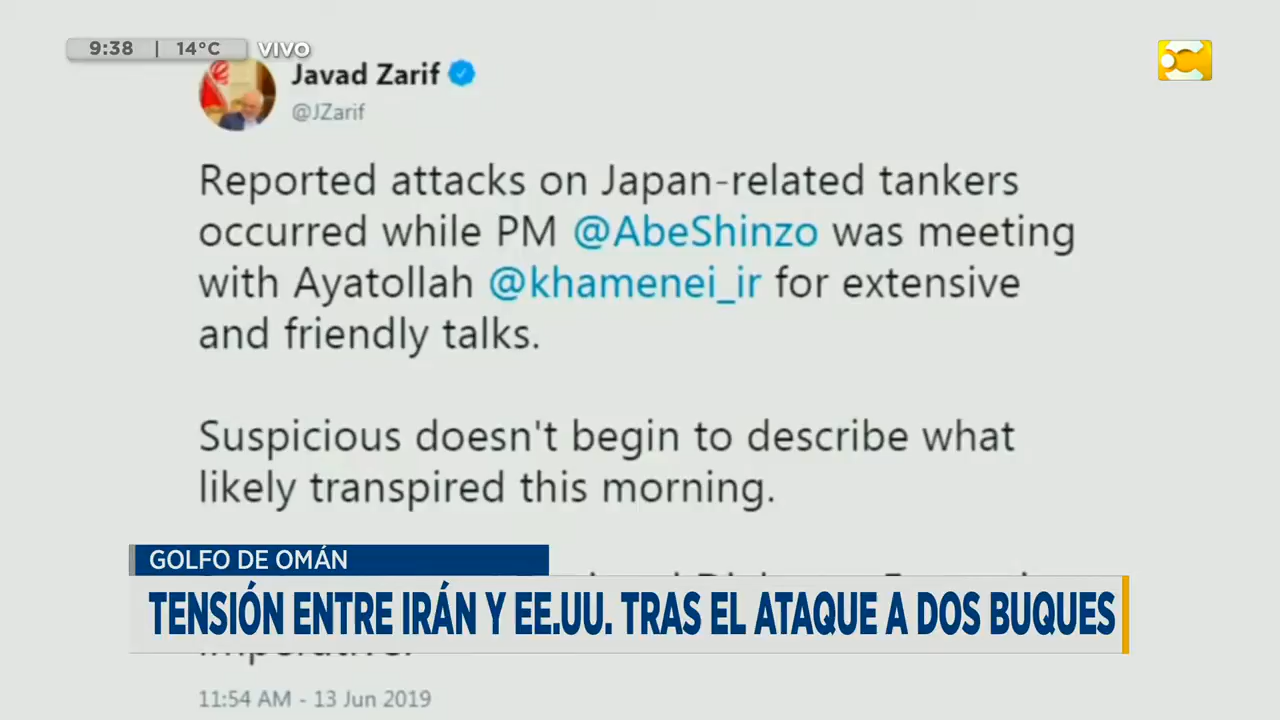 9:38 | 14°C VIVO
Javad Zarif
@JZarif
Reported attacks on Japan-related tankers
occurred while PM @AbeShinzo was meeting
with Ayatollah @khamenei_ir for extensive
and friendly talks.
Suspicious doesn't begin to describe what
likely transpired this morning.
GOLFO DE OMÁN
TENSIÓN ENTRE IRÁN Y EE.UU. TRAS EL ATAQUE A DOS BUQUES
11:54 AM - 13 Jun 2019